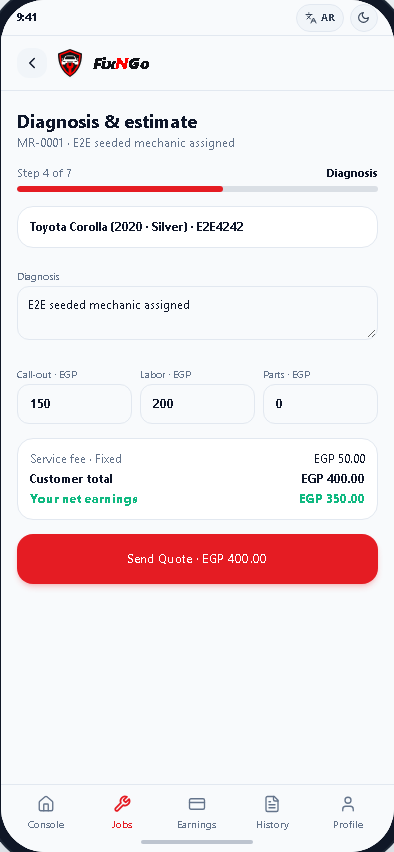 9:41
AR
FixNGo
Diagnosis & estimate
MR-0001 · E2E seeded mechanic assigned
Step 4 of 7
Diagnosis
Toyota Corolla (2020 · Silver) · E2E4242
Diagnosis
E2E seeded mechanic assigned
Call-out · EGP
Labor · EGP
Parts · EGP
150
200
0
Service fee · Fixed
EGP 50.00
Customer total
EGP 400.00
Your net earnings
EGP 350.00
Send Quote · EGP 400.00
Console
Jobs
Earnings
History
Profile